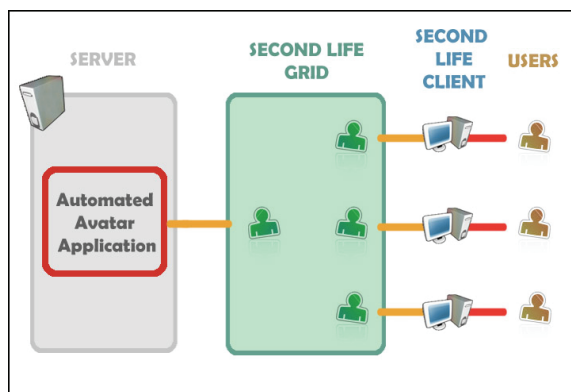 SERVER
SECOND LIFE
GRID
SECOND
LIFE
CLIENT
USERS
Automated
Avatar
Application